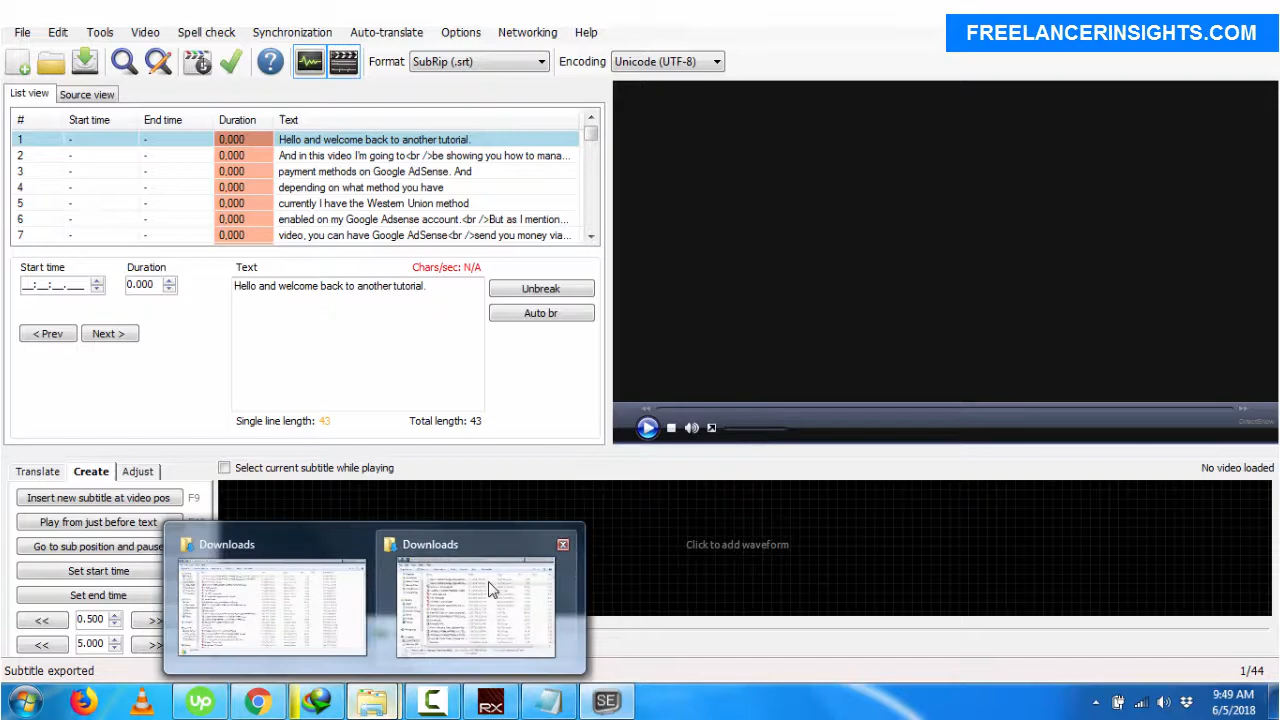 FREELANCERINSIGHTS.COM
File Edit Tools Video Spell check Synchronization Auto-translate Options Networking Help
Format SubRip (.srt) Encoding Unicode (UTF-8)
List view Source view
# Start time End time Duration Text
1 - - 0,000 Hello and welcome back to another tutorial.
2 - - 0,000 And in this video I'm going to<br />be showing you how to mana...
3 - - 0,000 payment methods on Google AdSense. And
4 - - 0,000 depending on what method you have
5 - - 0,000 currently I have the Western Union method
6 - - 0,000 enabled on my Google Adsense account.<br />But as I mention...
7 - - 0,000 video, you can have Google AdSense<br />send you money via...
Start time Duration Text Chars/sec: N/A
__:__:__.___ 0.000 Hello and welcome back to another tutorial. Unbreak
Auto br
< Prev Next >
Single line length: 43 Total length: 43
DirectShow
Translate Create Adjust Select current subtitle while playing No video loaded
Insert new subtitle at video pos F9
Play from just before text
Go to sub position and pause
Click to add waveform
Downloads Downloads
Set start time
Set end time
<< 0.500 >>
<< 5.000 >>
Subtitle exported 1/44
Up C RX SE
9:49 AM
6/5/2018